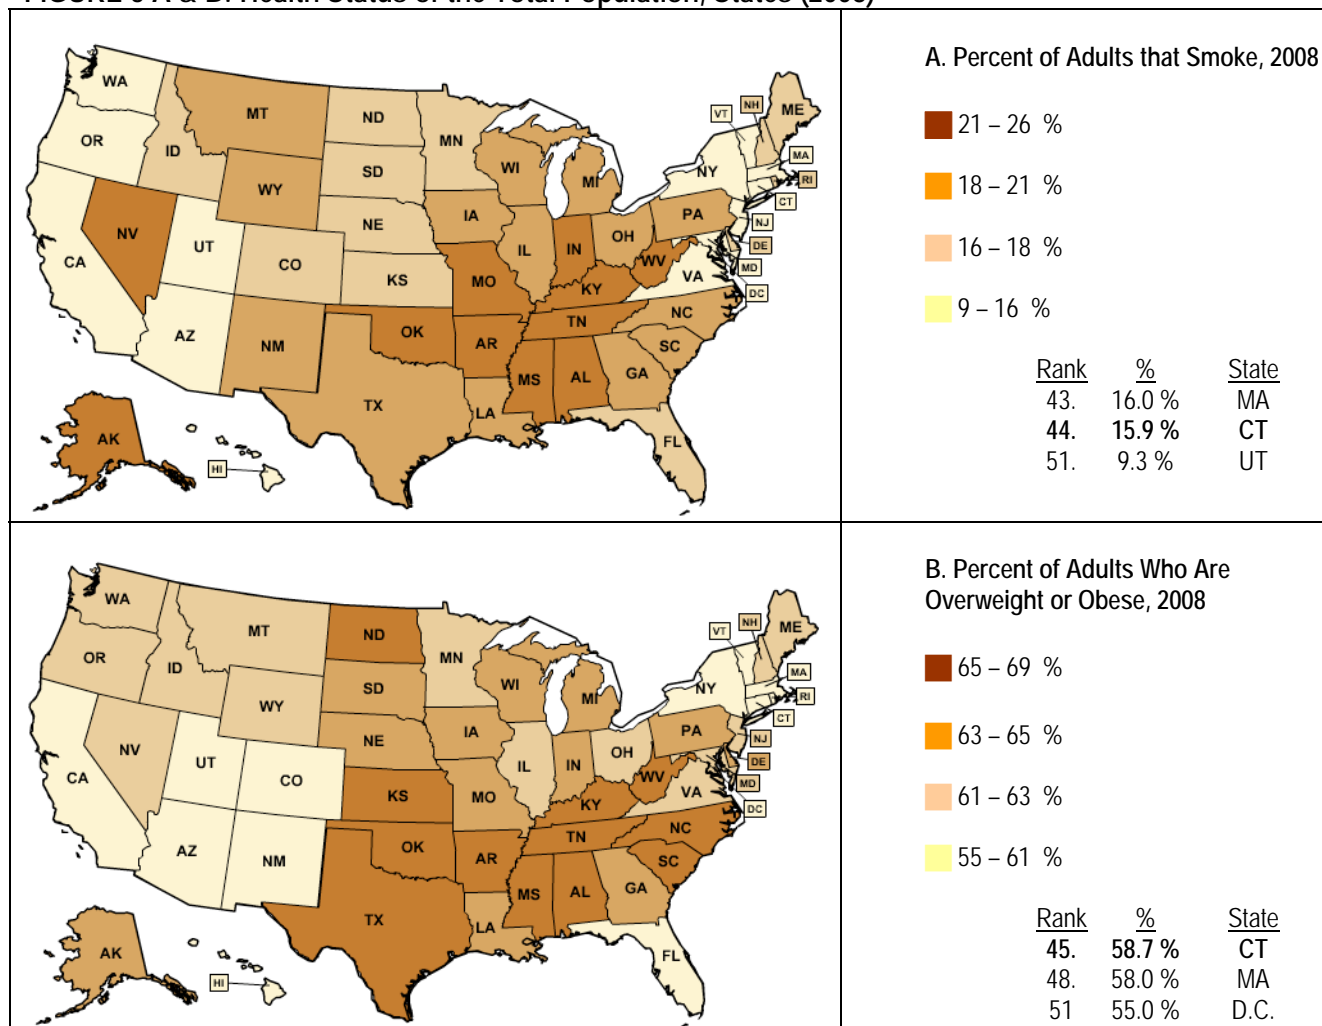 A. Percent of Adults that Smoke, 2008
21 – 26 %
18 – 21 %
16 – 18 %
9 – 16 %
Rank % State
43. 16.0 % MA
44. 15.9 % CT
51. 9.3 % UT
WA
OR
CA
NV
ID
MT
WY
UT
AZ
CO
NM
ND
SD
NE
KS
OK
TX
MN
IA
MO
AR
LA
WI
IL
MI
IN
OH
KY
TN
MS
AL
GA
FL
SC
NC
VA
WV
PA
NY
VT
NH
ME
MA
RI
CT
NJ
DE
MD
DC
AK
HI
B. Percent of Adults Who Are
Overweight or Obese, 2008
65 – 69 %
63 – 65 %
61 – 63 %
55 – 61 %
Rank % State
45. 58.7 % CT
48. 58.0 % MA
51 55.0 % D.C.
WA
OR
CA
NV
ID
MT
WY
UT
AZ
CO
NM
ND
SD
NE
KS
OK
TX
MN
IA
MO
AR
LA
WI
IL
MI
IN
OH
KY
TN
MS
AL
GA
FL
SC
NC
VA
WV
PA
NY
VT
NH
ME
MA
RI
CT
NJ
DE
MD
DC
AK
HI